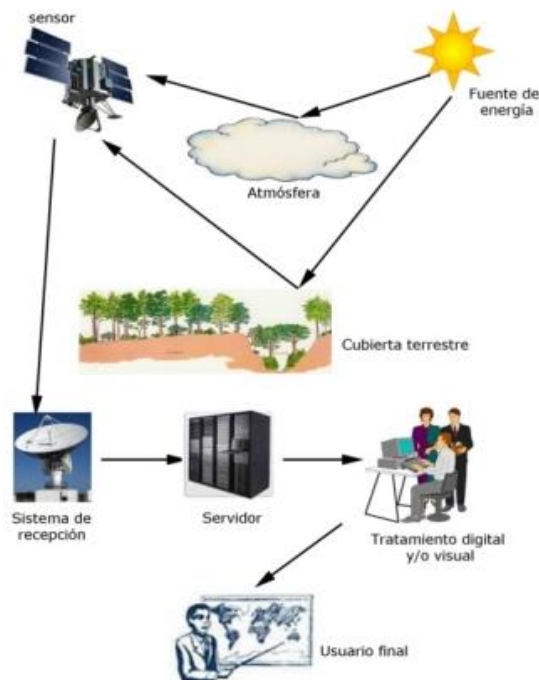 sensor
Fuente de
energía
Atmósfera
Cubierta terrestre
Sistema de
recepción
Servidor
Tratamiento digital
y/o visual
Usuario final